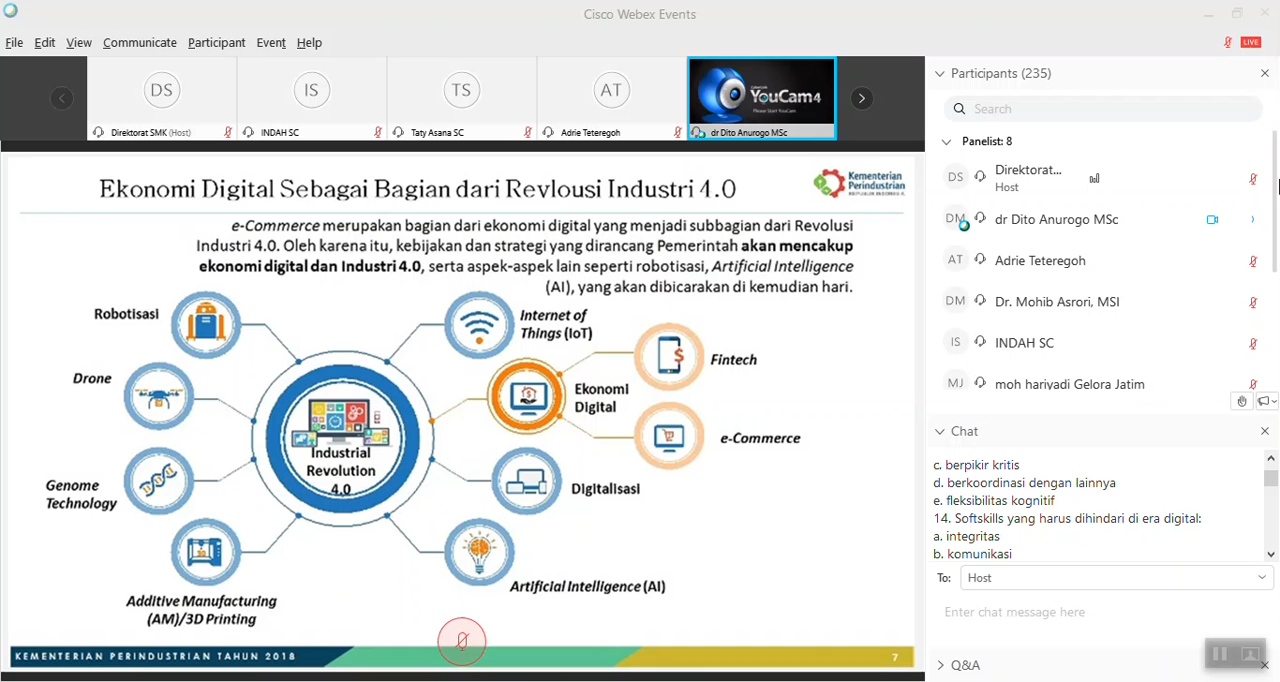 Cisco Webex Events
File Edit View Communicate Participant Event Help
LIVE
DS
IS
TS
AT
YouCam4
Please Start YouCam
Direktorat SMK (Host)
INDAH SC
Taty Asana SC
Adrie Teteregoh
dr Dito Anurogo MSc
Ekonomi Digital Sebagai Bagian dari Revlousi Industri 4.0
Kementerian
Perindustrian
REPUBLIK INDONESIA
e-Commerce merupakan bagian dari ekonomi digital yang menjadi subbagian dari Revolusi
Industri 4.0. Oleh karena itu, kebijakan dan strategi yang dirancang Pemerintah akan mencakup
ekonomi digital dan Industri 4.0, serta aspek-aspek lain seperti robotisasi, Artificial Intelligence
(AI), yang akan dibicarakan di kemudian hari.
Robotisasi
Drone
Genome
Technology
Additive Manufacturing
(AM)/3D Printing
Industrial
Revolution
4.0
Internet of
Things (IoT)
Ekonomi
Digital
Fintech
e-Commerce
Digitalisasi
Artificial Intelligence (AI)
KEMENTERIAN PERINDUSTRIAN TAHUN 2018
7
Participants (235)
Search
Panelist: 8
DS
Direktorat...
Host
DM
dr Dito Anurogo MSc
AT
Adrie Teteregoh
DM
Dr. Mohib Asrori, MSI
IS
INDAH SC
MJ
moh hariyadi Gelora Jatim
Chat
c. berpikir kritis
d. berkoordinasi dengan lainnya
e. fleksibilitas kognitif
14. Softskills yang harus dihindari di era digital:
a. integritas
b. komunikasi
To: Host
Enter chat message here
Q&A